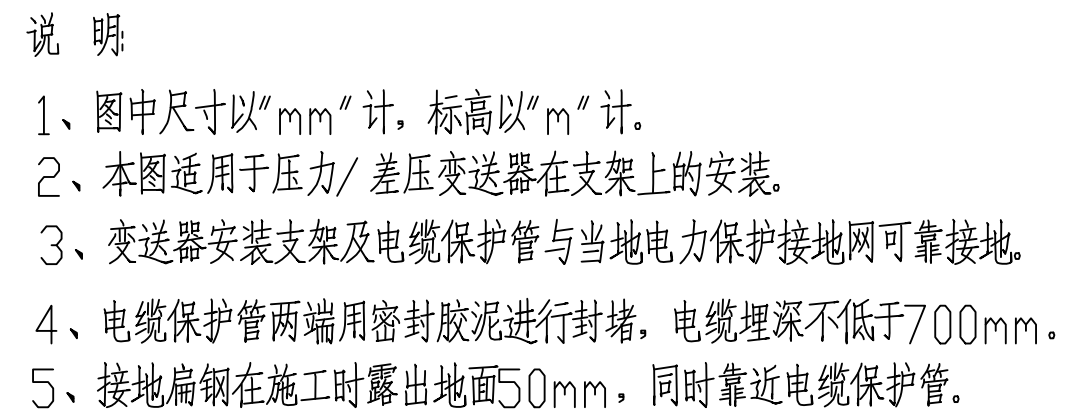 说 明:
1、图中尺寸以"mm"计，标高以"m"计。
2、本图适用于压力/差压变送器在支架上的安装。
3、变送器安装支架及电缆保护管与当地电力保护接地网可靠接地。
4、电缆保护管两端用密封胶泥进行封堵，电缆埋深不低于700mm。
5、接地扁钢在施工时露出地面50mm，同时靠近电缆保护管。